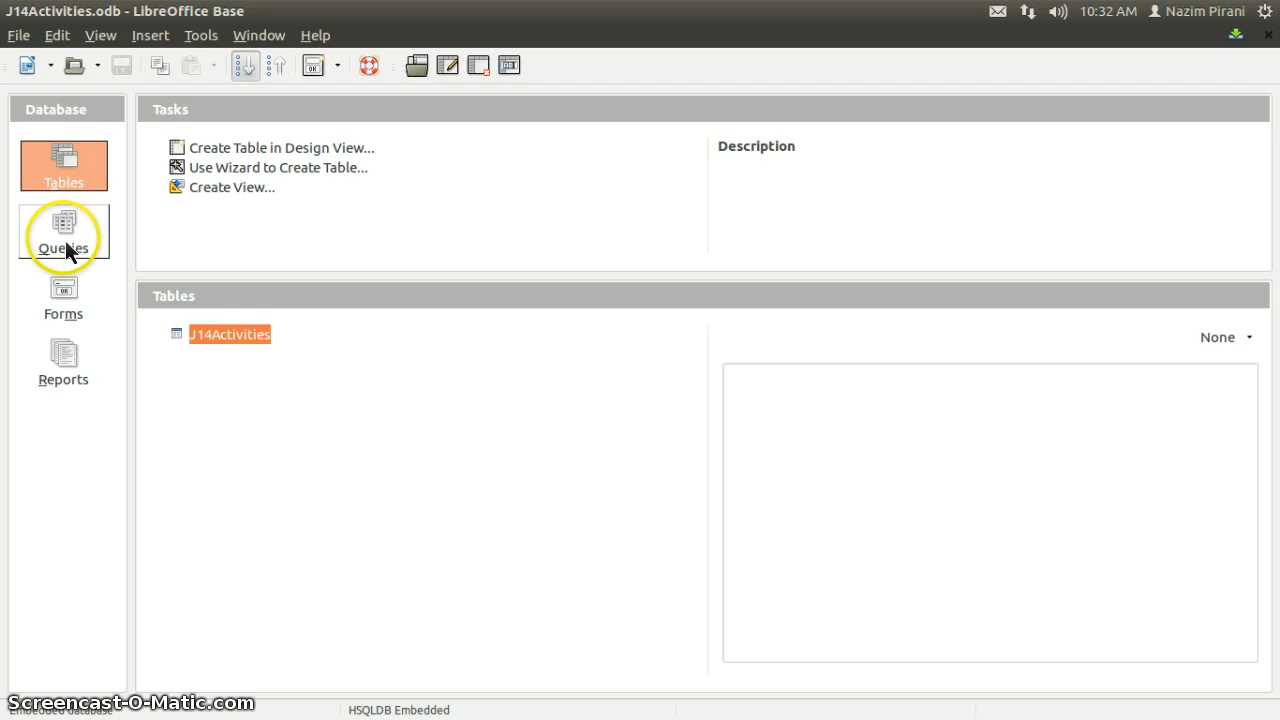 J14Activities.odb - LibreOffice Base
10:32 AM Nazim Pirani
File Edit View Insert Tools Window Help
Database
Tables
Queries
Forms
Reports
Tasks
Create Table in Design View...
Use Wizard to Create Table...
Create View...
Description
Tables
J14Activities
None
Screencast-O-Matic.com
Embedded database
HSQLDB Embedded